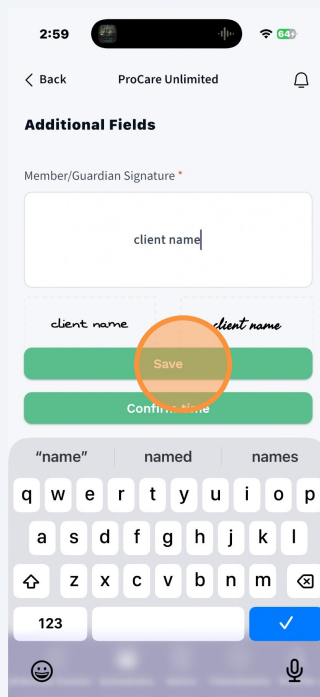 2:59 64
Back ProCare Unlimited
Additional Fields
Member/Guardian Signature *
client name
client name client name
Save
Confirm time
“name” named names
q w e r t y u i o p
a s d f g h j k l
z x c v b n m
123